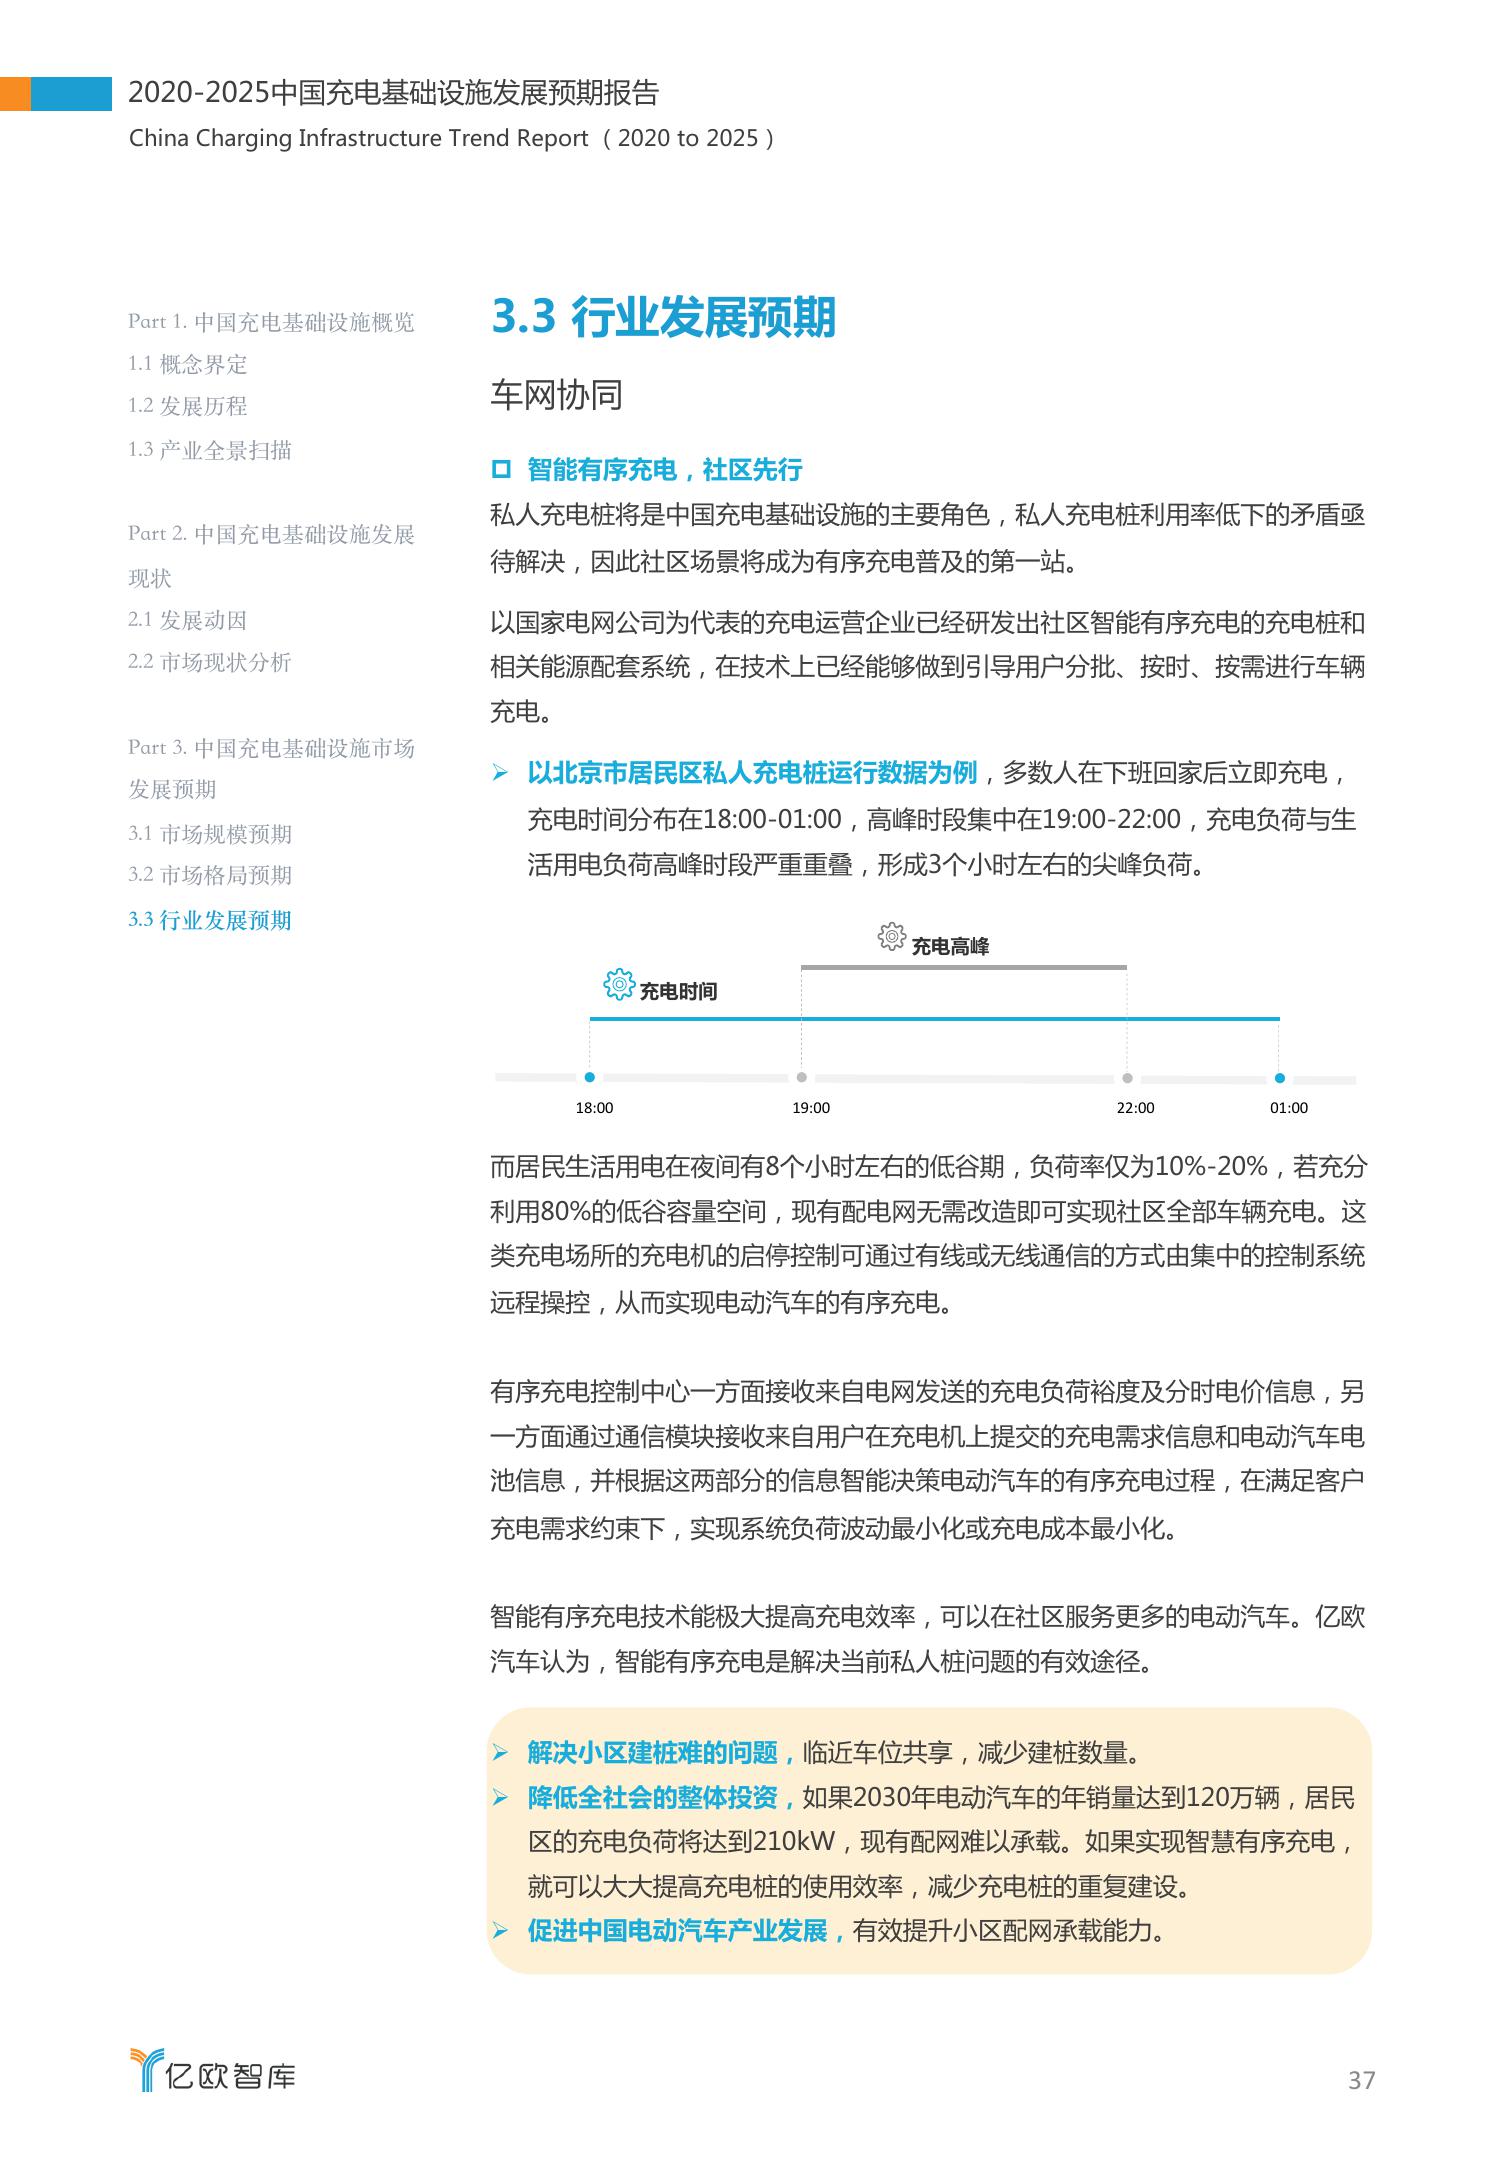 2020-2025中国充电基础设施发展预期报告
China Charging Infrastructure Trend Report（2020 to 2025）
Part 1. 中国充电基础设施概览
1.1 概念界定
1.2 发展历程
1.3 产业全景扫描
Part 2. 中国充电基础设施发展
现状
2.1 发展动因
2.2 市场现状分析
Part 3. 中国充电基础设施市场
发展预期
3.1 市场规模预期
3.2 市场格局预期
3.3 行业发展预期
3.3 行业发展预期
车网协同
智能有序充电，社区先行
私人充电桩将是中国充电基础设施的主要角色，私人充电桩利用率低下的矛盾亟
待解决，因此社区场景将成为有序充电普及的第一站。
以国家电网公司为代表的充电运营企业已经研发出社区智能有序充电的充电桩和
相关能源配套系统，在技术上已经能够做到引导用户分批、按时、按需进行车辆
充电。
以北京市居民区私人充电桩运行数据为例，多数人在下班回家后立即充电，
充电时间分布在18:00-01:00，高峰时段集中在19:00-22:00，充电负荷与生
活用电负荷高峰时段严重重叠，形成3个小时左右的尖峰负荷。
充电高峰
充电时间
18:00 19:00 22:00 01:00
而居民生活用电在夜间有8个小时左右的低谷期，负荷率仅为10%-20%，若充分
利用80%的低谷容量空间，现有配电网无需改造即可实现社区全部车辆充电。这
类充电场所的充电机的启停控制可通过有线或无线通信的方式由集中的控制系统
远程操控，从而实现电动汽车的有序充电。
有序充电控制中心一方面接收来自电网发送的充电负荷裕度及分时电价信息，另
一方面通过通信模块接收来自用户在充电机上提交的充电需求信息和电动汽车电
池信息，并根据这两部分的信息智能决策电动汽车的有序充电过程，在满足客户
充电需求约束下，实现系统负荷波动最小化或充电成本最小化。
智能有序充电技术能极大提高充电效率，可以在社区服务更多的电动汽车。亿欧
汽车认为，智能有序充电是解决当前私人桩问题的有效途径。
解决小区建桩难的问题，临近车位共享，减少建桩数量。
降低全社会的整体投资，如果2030年电动汽车的年销量达到120万辆，居民
区的充电负荷将达到210kW，现有配网难以承载。如果实现智慧有序充电，
就可以大大提高充电桩的使用效率，减少充电桩的重复建设。
促进中国电动汽车产业发展，有效提升小区配网承载能力。
亿欧智库
37